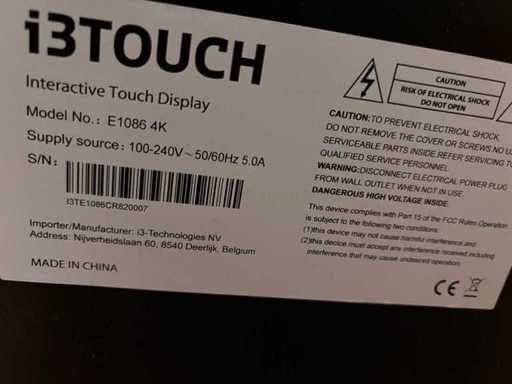 i3TOUCH
Interactive Touch Display
Model No.: E1086 4K
Supply source: 100-240V~50/60Hz 5.0A
S/N:
I3TE1086CR820007
Importer/Manufacturer: i3-Technologies NV
Address: Nijverheidslaan 60, 8540 Deerlijk, Belgium
MADE IN CHINA
CAUTION
RISK OF ELECTRICAL SHOCK
DO NOT OPEN
CAUTION:TO PREVENT ELECTRICAL SHOCK,
DO NOT REMOVE THE COVER OR SCREWS.NO
SERVICEABLE PARTS INSIDE.REFER SERVICING TO
QUALIFIED SERVICE PERSONNEL.
WARNING:DISCONNECT ELECTRICAL POWER PLUG
FROM WALL OUTLET WHEN NOT IN USE.
DANGEROUS HIGH VOLTAGE INSIDE.
This device complies with Part 15 of the FCC Rules Operation
is subject to the following two conditions:
(1)this device may not cause harmful interference,and
(2)this device must accept any interference received,including
interference that may cause undesired operation.
CE